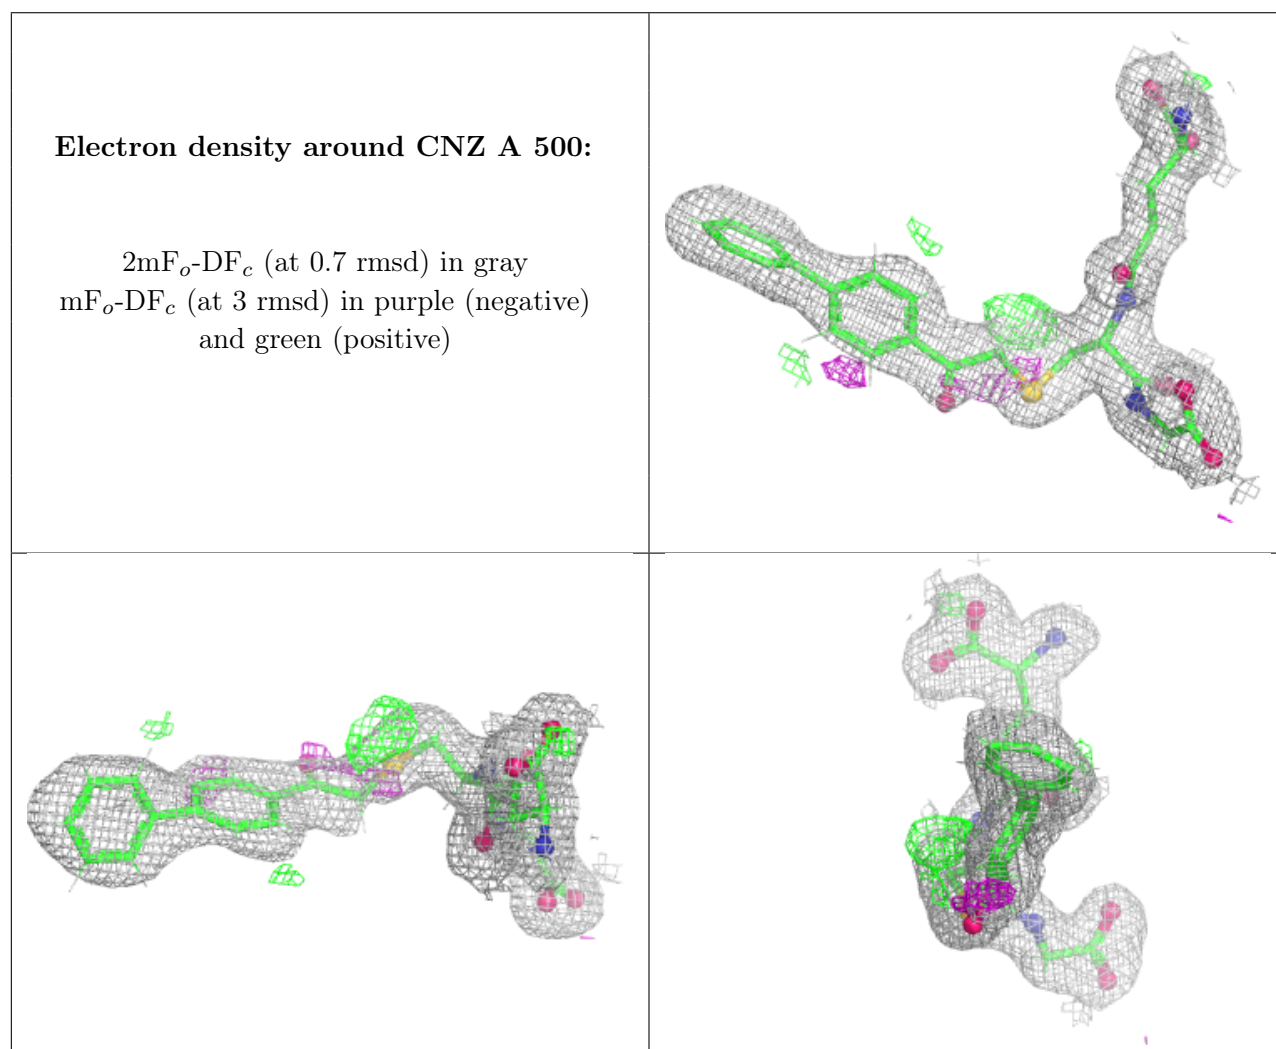 Electron density around CNZ A 500:
2mFo-DFc (at 0.7 rmsd) in gray
mFo-DFc (at 3 rmsd) in purple (negative)
and green (positive)